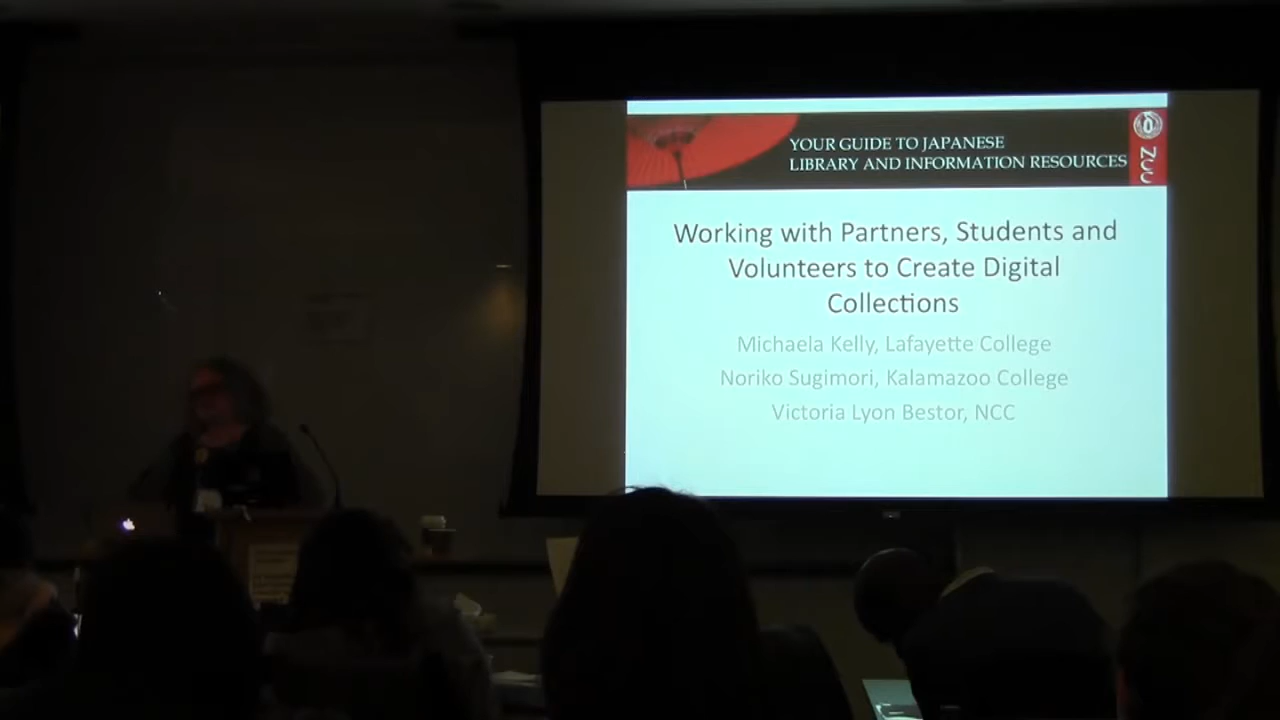 YOUR GUIDE TO JAPANESE
LIBRARY AND INFORMATION RESOURCES
NCC
Working with Partners, Students and
Volunteers to Create Digital
Collections
Michaela Kelly, Lafayette College
Noriko Sugimori, Kalamazoo College
Victoria Lyon Bestor, NCC